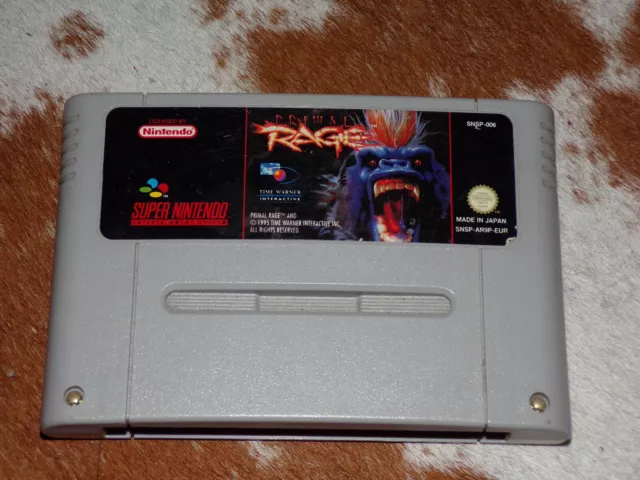 LICENSED BY
Nintendo
SUPER NINTENDO
ENTERTAINMENT SYSTEM
PRIMAL
RAGE
TIME WARNER
INTERACTIVE
PRIMAL RAGE™ AND
© 1995 TIME WARNER INTERACTIVE INC.
ALL RIGHTS RESERVED
SNSP-006
MADE IN JAPAN
SNSP-AR9P-EUR